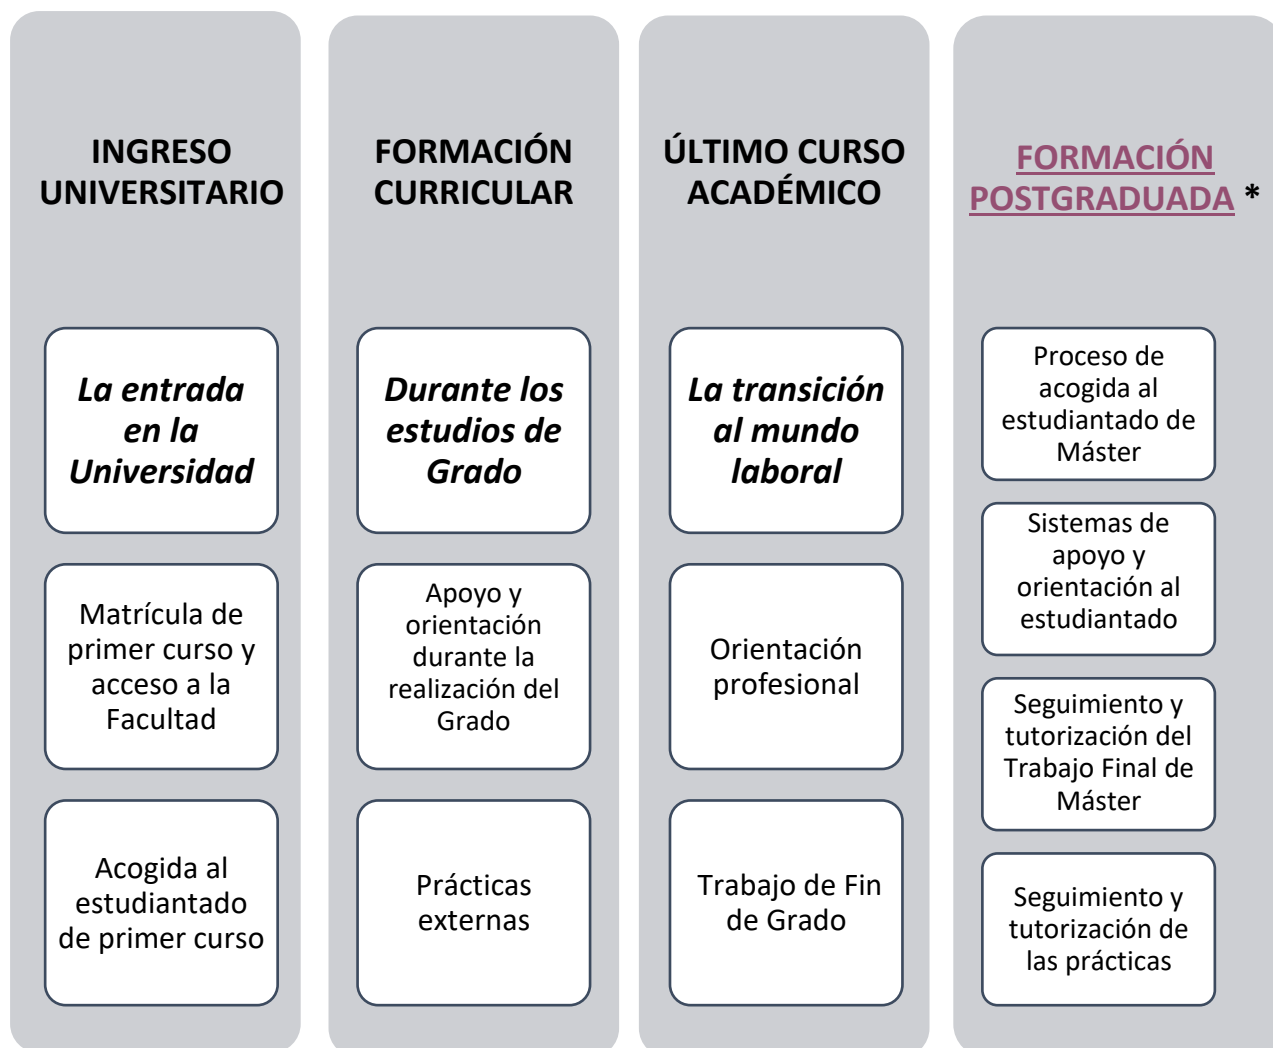 INGRESO
UNIVERSITARIO
La entrada
en la
Universidad
Matrícula de
primer curso y
acceso a la
Facultad
Acogida al
estudiantado
de primer curso
FORMACIÓN
CURRICULAR
Durante los
estudios de
Grado
Apoyo y
orientación
durante la
realización del
Grado
Prácticas
externas
ÚLTIMO CURSO
ACADÉMICO
La transición
al mundo
laboral
Orientación
profesional
Trabajo de Fin
de Grado
FORMACIÓN
POSTGRADUADA *
Proceso de
acogida al
estudiantado de
Máster
Sistemas de
apoyo y
orientación al
estudiantado
Seguimiento y
tutorización del
Trabajo Final de
Máster
Seguimiento y
tutorización de
las prácticas